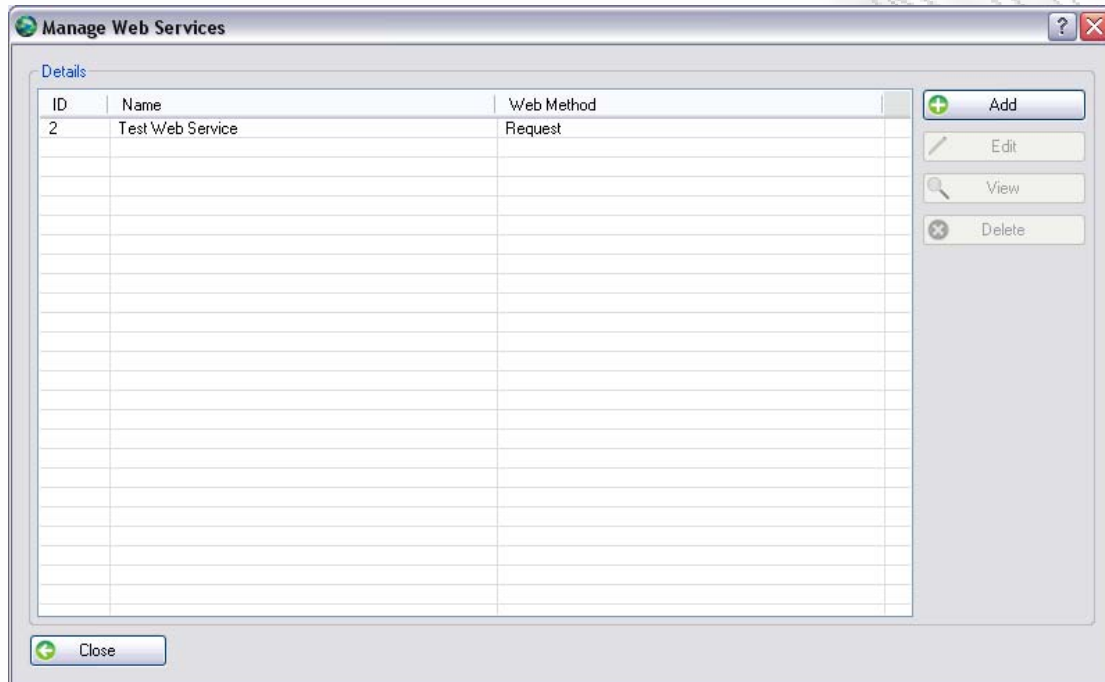 Manage Web Services
?
Details
ID Name Web Method
2 Test Web Service Request
Add
Edit
View
Delete
Close